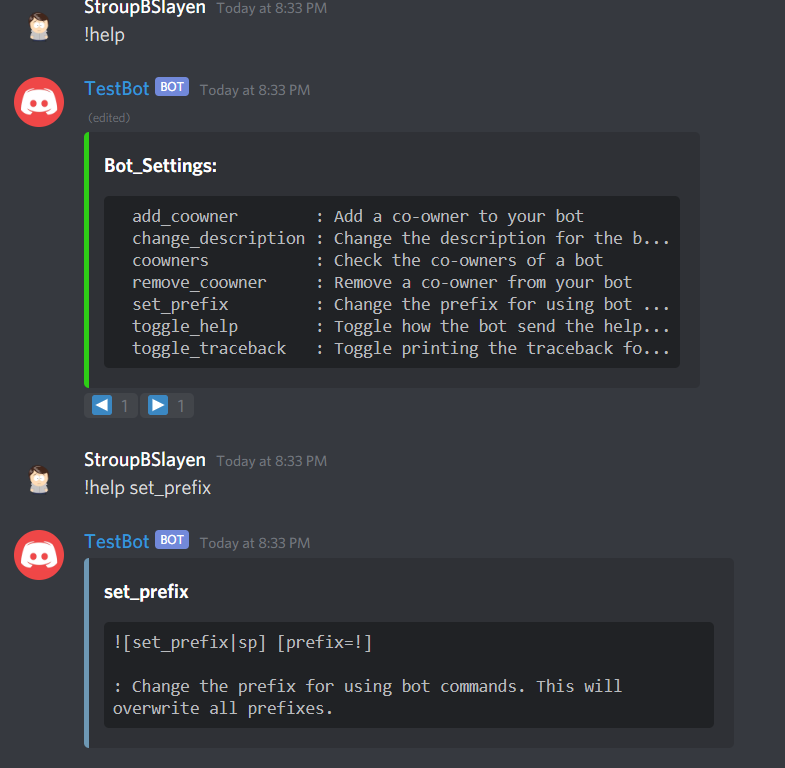 StroupBSlayen Today at 8:33 PM
!help
TestBot BOT Today at 8:33 PM
(edited)
Bot_Settings:
add_coowner : Add a co-owner to your bot
change_description : Change the description for the b...
coowners : Check the co-owners of a bot
remove_coowner : Remove a co-owner from your bot
set_prefix : Change the prefix for using bot ...
toggle_help : Toggle how the bot send the help...
toggle_traceback : Toggle printing the traceback fo...
1 1
StroupBSlayen Today at 8:33 PM
!help set_prefix
TestBot BOT Today at 8:33 PM
set_prefix
![set_prefix|sp] [prefix=!]
: Change the prefix for using bot commands. This will
overwrite all prefixes.